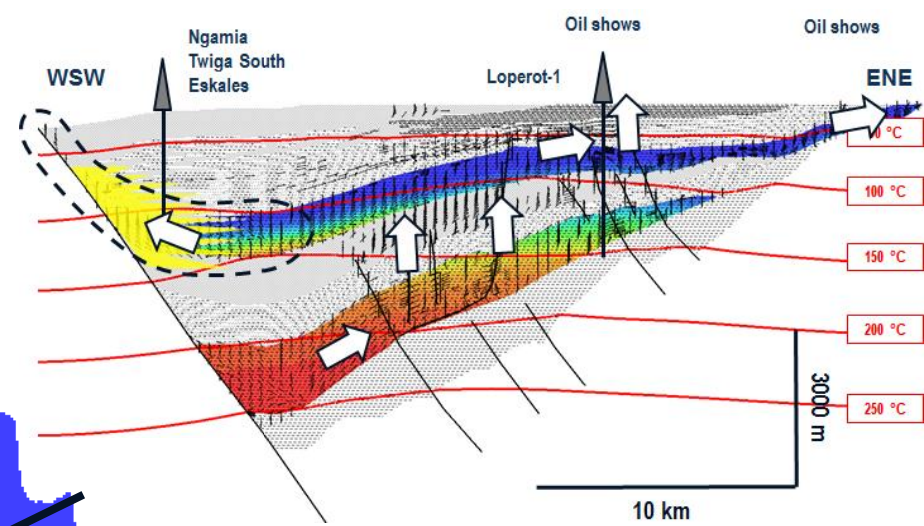 Ngamia
Twiga South
Eskales
Oil shows
Oil shows
WSW
Loperot-1
ENE
100 °C
150 °C
200 °C
250 °C
3000 m
10 km